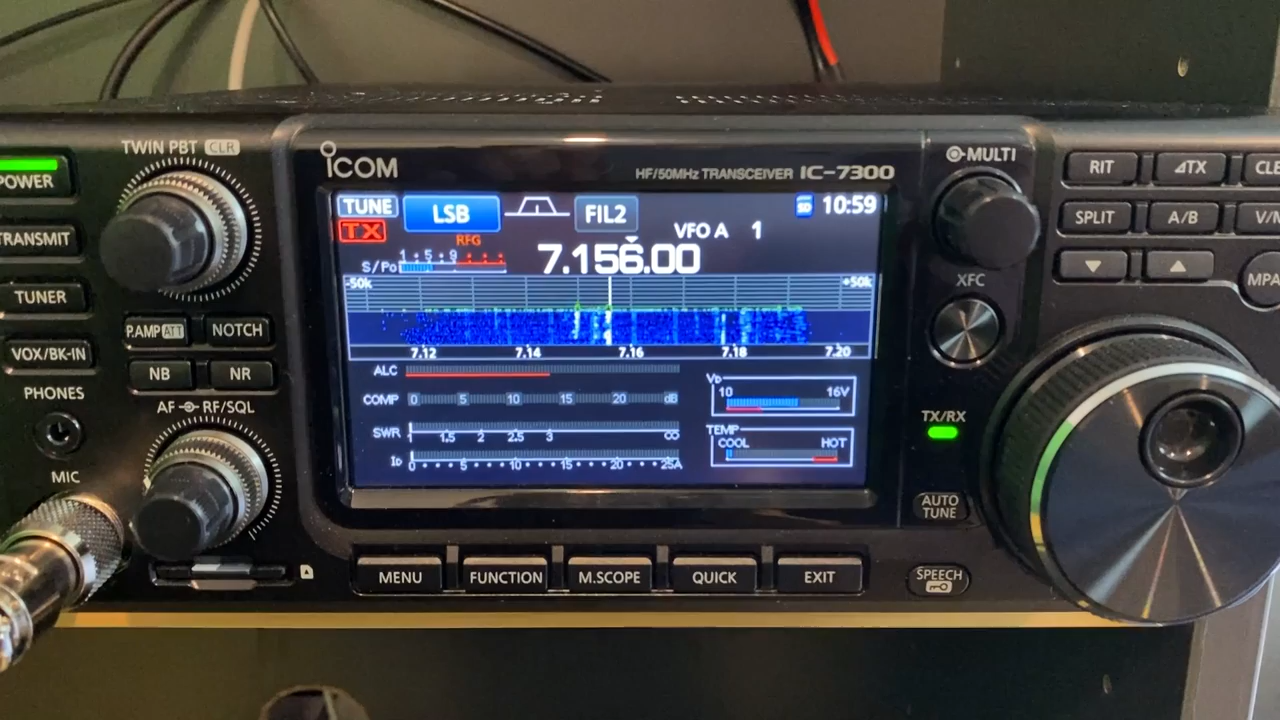 TWIN PBT CLR
POWER
TRANSMIT
TUNER
VOX/BK-IN
P.AMP ATT
NOTCH
NB
NR
PHONES
AF RF/SQL
MIC
ICOM
HF/50MHz TRANSCEIVER IC-7300
TUNE
LSB
FIL2
10:59
TX
RFG
VFO A 1
1 5 9
S/Po
7.156.00
-50k
+50k
7.12 7.14 7.16 7.18 7.20
ALC
COMP 0 5 10 15 20 dB
SWR 1 1.5 2 2.5 3 ∞
ID 0 5 10 15 20 25A
VD
10 16V
TEMP
COOL HOT
MENU
FUNCTION
M.SCOPE
QUICK
EXIT
MULTI
XFC
TX/RX
AUTO
TUNE
SPEECH
RIT
⊿TX
CLE
SPLIT
A/B
V/M
MPA